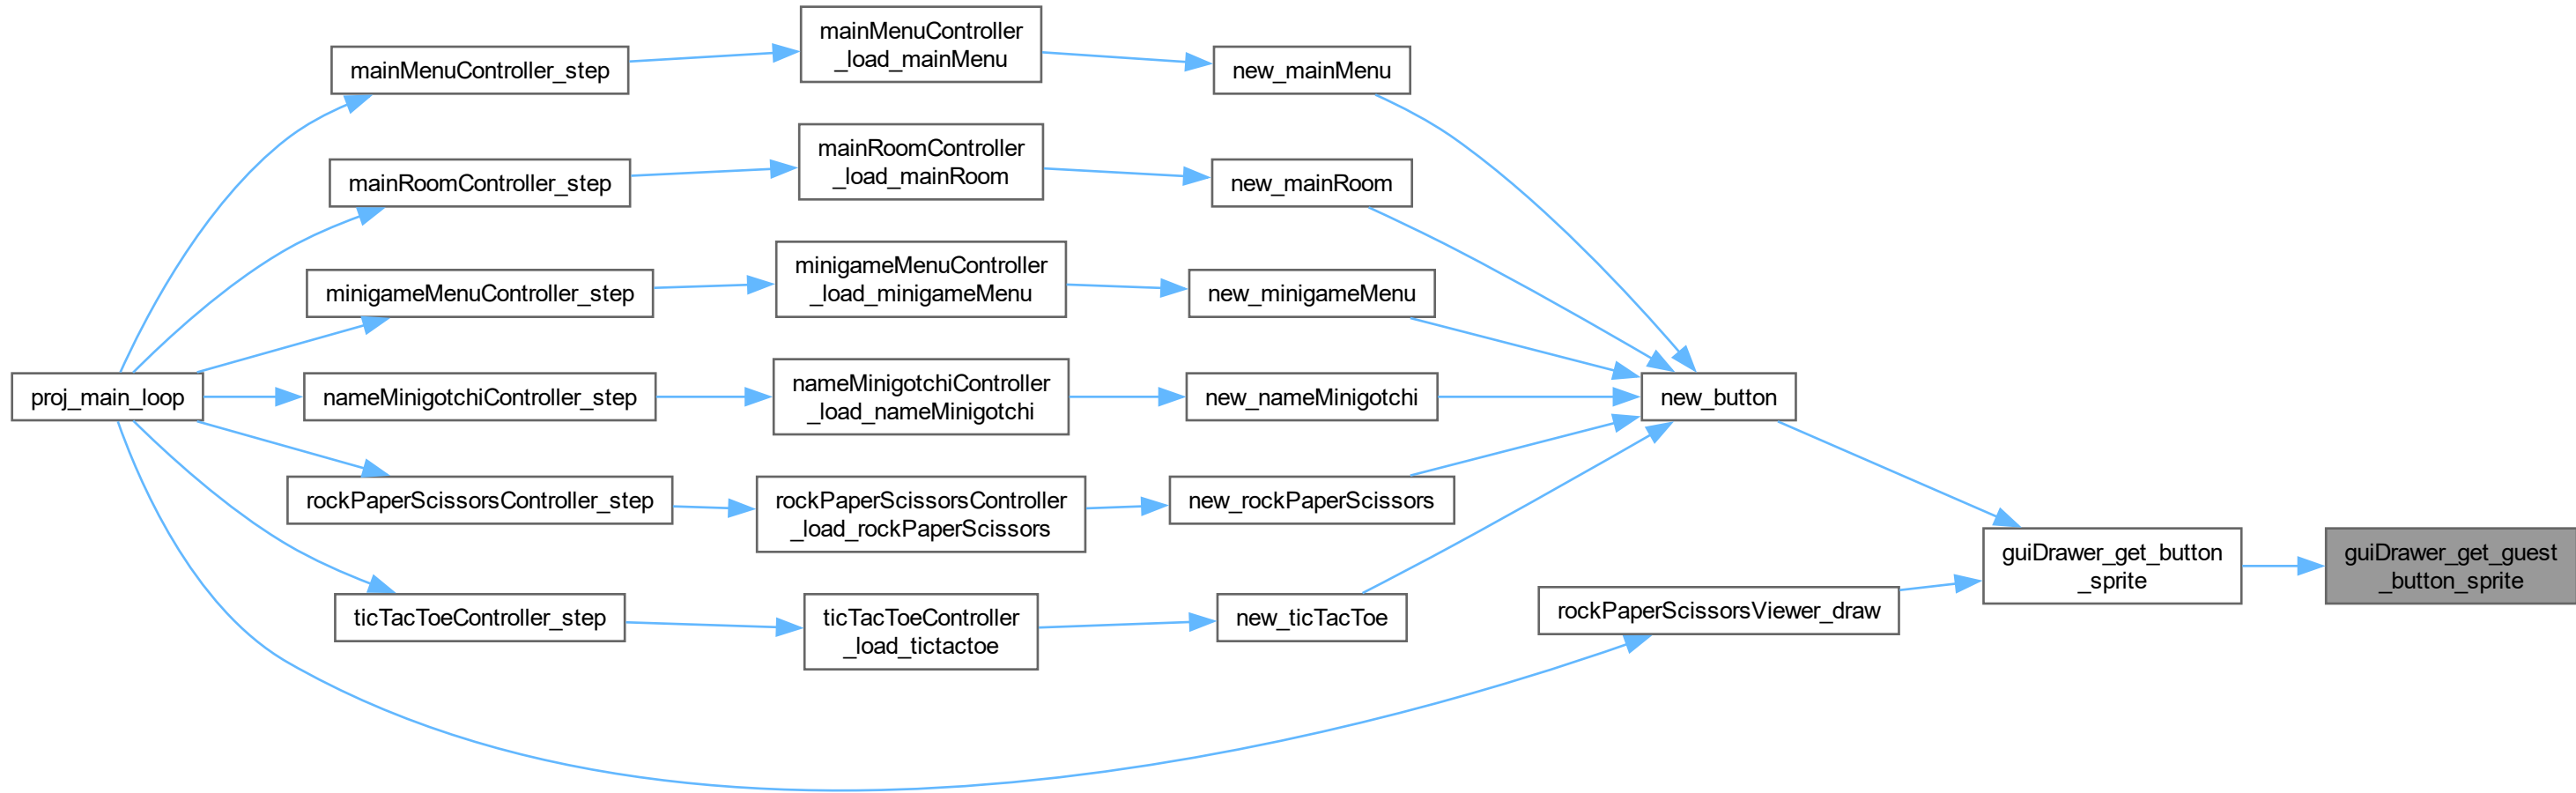 mainMenuController
_load_mainMenu
mainMenuController_step
new_mainMenu
mainRoomController
_load_mainRoom
mainRoomController_step
new_mainRoom
minigameMenuController
_load_minigameMenu
minigameMenuController_step
new_minigameMenu
proj_main_loop
nameMinigotchiController_step
nameMinigotchiController
_load_nameMinigotchi
new_nameMinigotchi
new_button
rockPaperScissorsController_step
rockPaperScissorsController
_load_rockPaperScissors
new_rockPaperScissors
guiDrawer_get_button
_sprite
guiDrawer_get_guest
_button_sprite
ticTacToeController_step
ticTacToeController
_load_tictactoe
new_ticTacToe
rockPaperScissorsViewer_draw